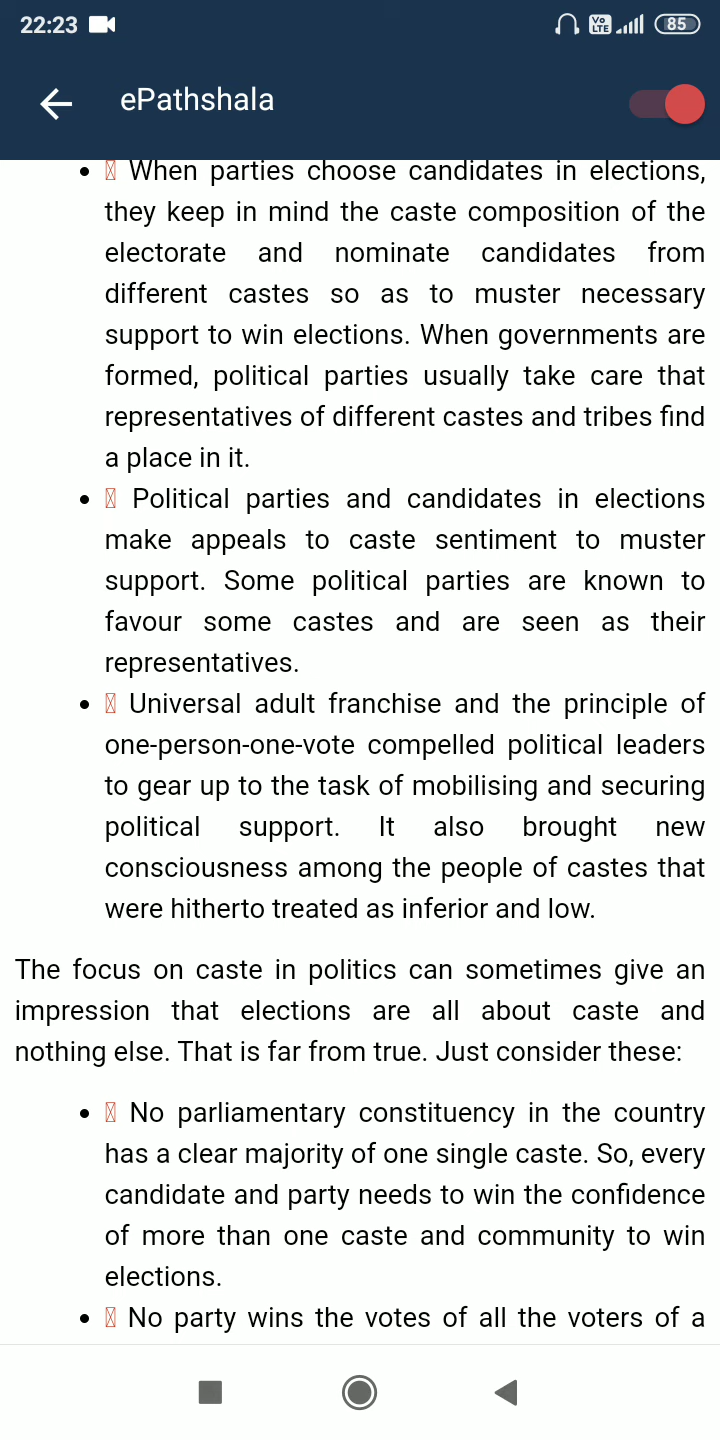 22:23
Vo LTE 85
ePathshala
• When parties choose candidates in elections,
they keep in mind the caste composition of the
electorate and nominate candidates from
different castes so as to muster necessary
support to win elections. When governments are
formed, political parties usually take care that
representatives of different castes and tribes find
a place in it.
• Political parties and candidates in elections
make appeals to caste sentiment to muster
support. Some political parties are known to
favour some castes and are seen as their
representatives.
• Universal adult franchise and the principle of
one-person-one-vote compelled political leaders
to gear up to the task of mobilising and securing
political support. It also brought new
consciousness among the people of castes that
were hitherto treated as inferior and low.
The focus on caste in politics can sometimes give an
impression that elections are all about caste and
nothing else. That is far from true. Just consider these:
• No parliamentary constituency in the country
has a clear majority of one single caste. So, every
candidate and party needs to win the confidence
of more than one caste and community to win
elections.
• No party wins the votes of all the voters of a